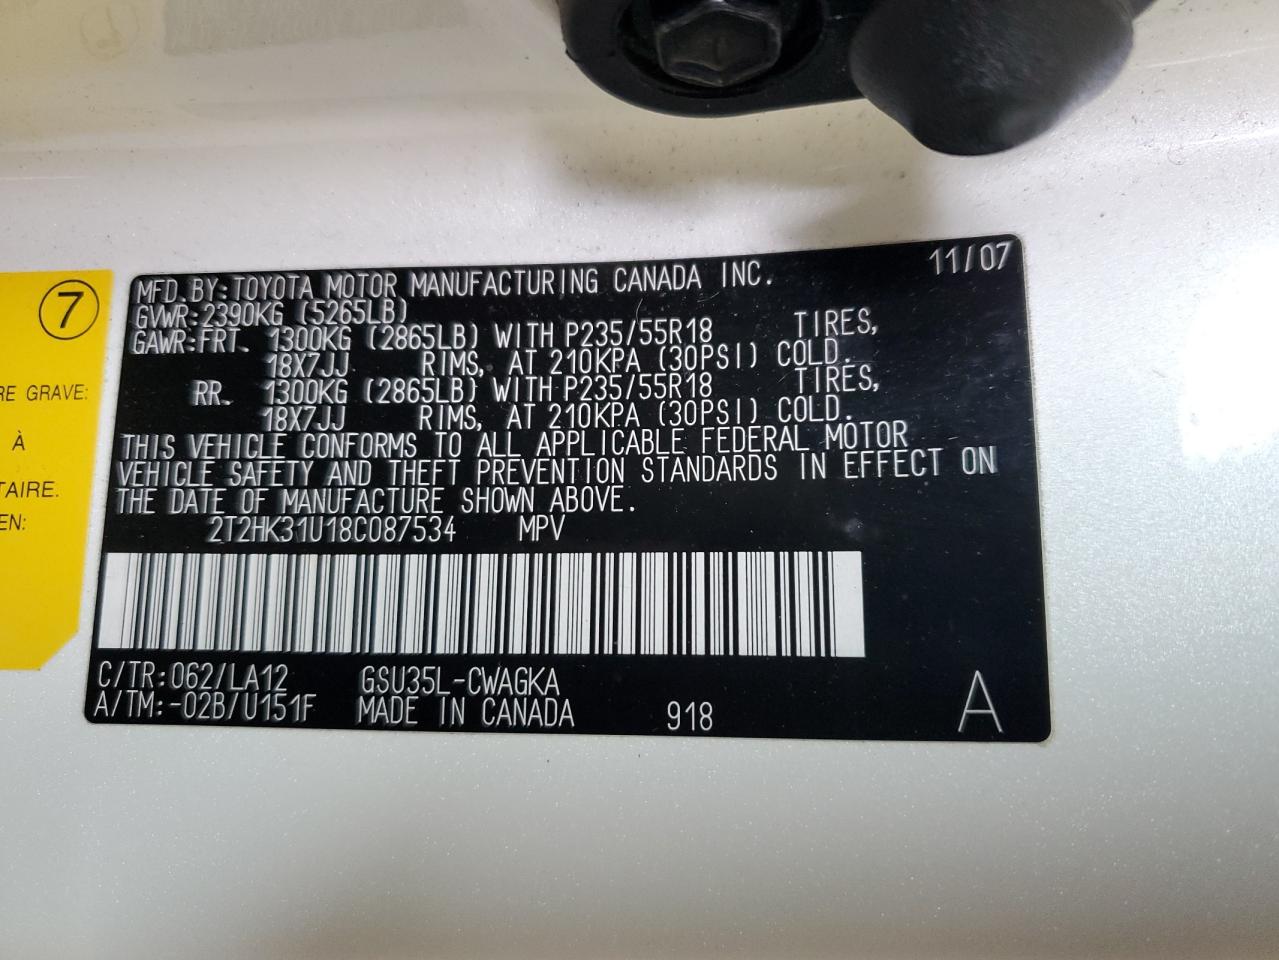 MFD.BY:TOYOTA MOTOR MANUFACTURING CANADA INC. 11/07
GVWR:2390KG (5265LB)
GAWR:FRT. 1300KG (2865LB) WITH P235/55R18 TIRES,
18X7JJ RIMS, AT 210KPA (30PSI) COLD.
RR. 1300KG (2865LB) WITH P235/55R18 TIRES,
18X7JJ RIMS, AT 210KPA (30PSI) COLD.
THIS VEHICLE CONFORMS TO ALL APPLICABLE FEDERAL MOTOR
VEHICLE SAFETY AND THEFT PREVENTION STANDARDS IN EFFECT ON
THE DATE OF MANUFACTURE SHOWN ABOVE.
2T2HK31U18C087534 MPV
C/TR:062/LA12 GSU35L-CWAGKA
A/TM:-02B/U151F MADE IN CANADA 918 A
7
RE GRAVE:
À
TAIRE.
EN: